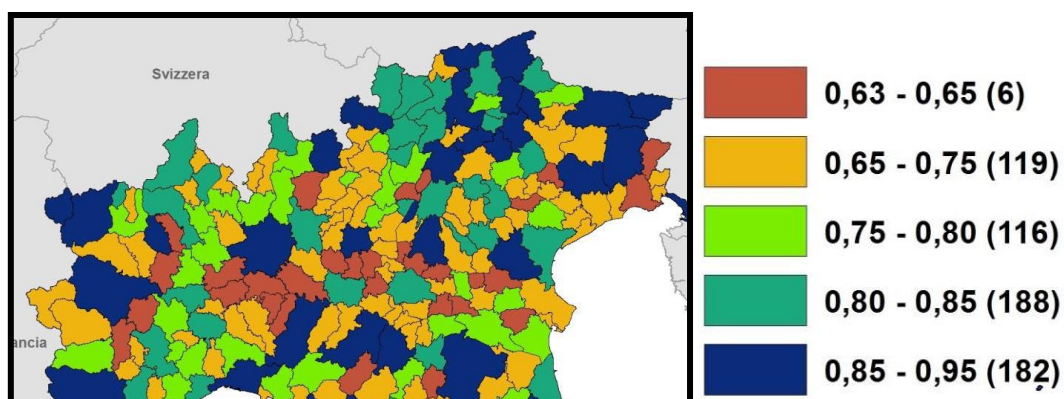 Svizzera
ancia
0,63 - 0,65 (6)
0,65 - 0,75 (119)
0,75 - 0,80 (116)
0,80 - 0,85 (188)
0,85 - 0,95 (182)